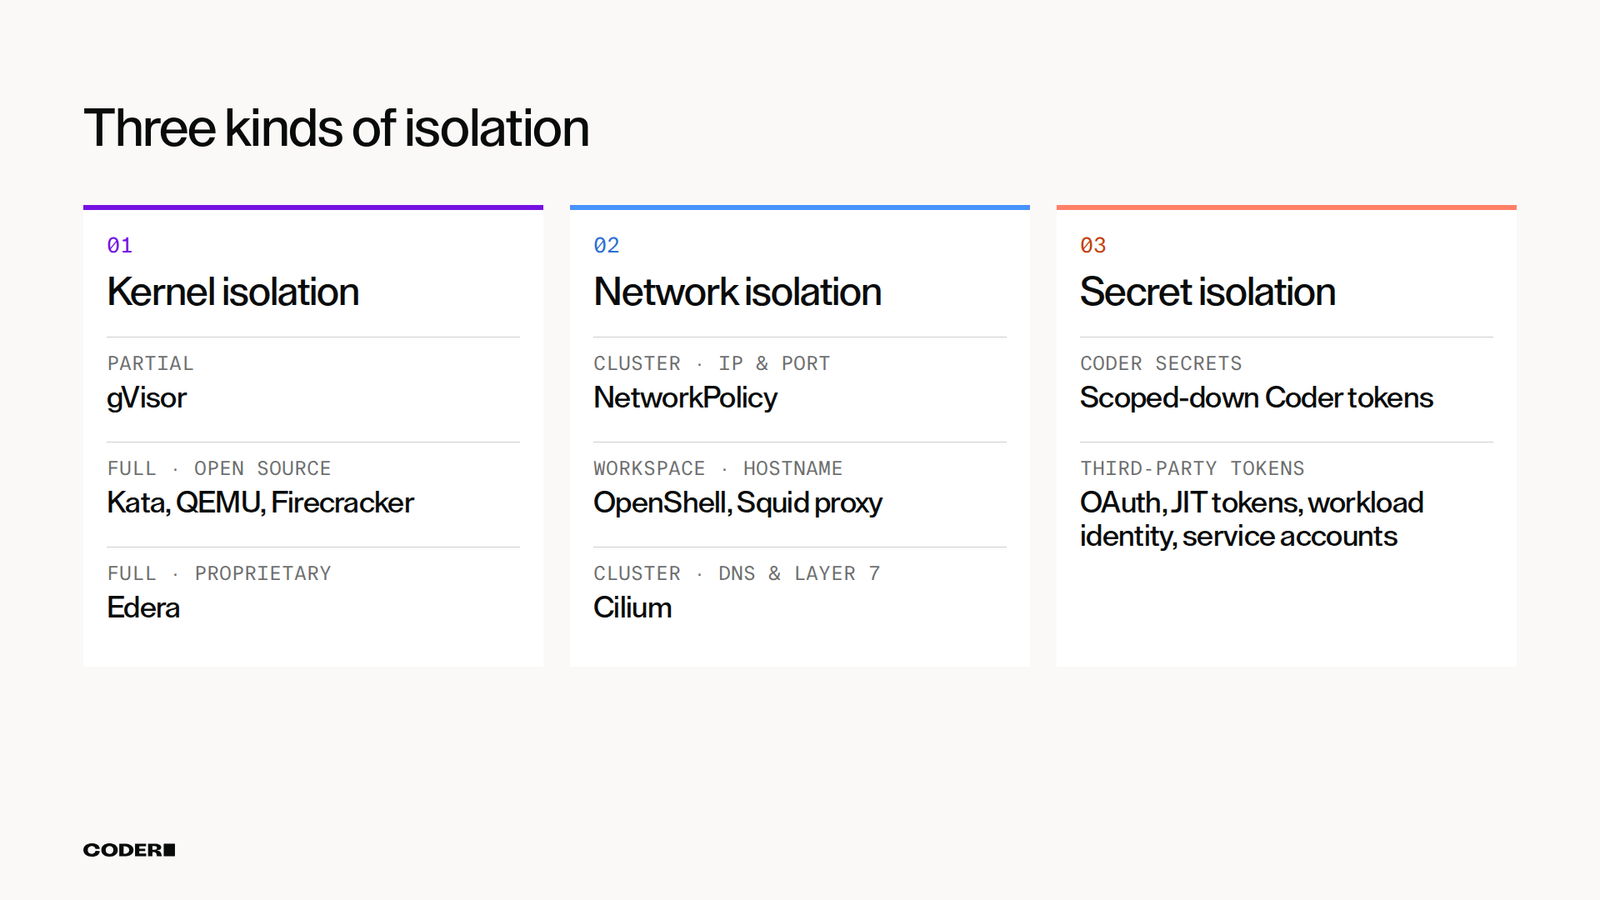 Three kinds of isolation
01
Kernel isolation
PARTIAL
gVisor
FULL · OPEN SOURCE
Kata, QEMU, Firecracker
FULL · PROPRIETARY
Edera
02
Network isolation
CLUSTER · IP & PORT
NetworkPolicy
WORKSPACE · HOSTNAME
OpenShell, Squid proxy
CLUSTER · DNS & LAYER 7
Cilium
03
Secret isolation
CODER SECRETS
Scoped-down Coder tokens
THIRD-PARTY TOKENS
OAuth, JIT tokens, workload
identity, service accounts
CODER